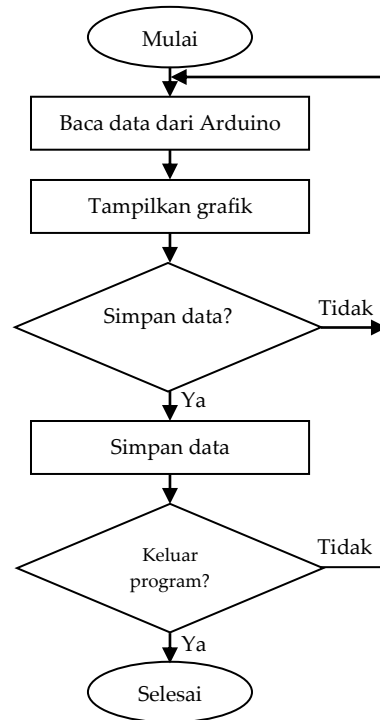 Mulai
Baca data dari Arduino
Tampilkan grafik
Simpan data?
Tidak
Ya
Simpan data
Keluar
program?
Tidak
Ya
Selesai